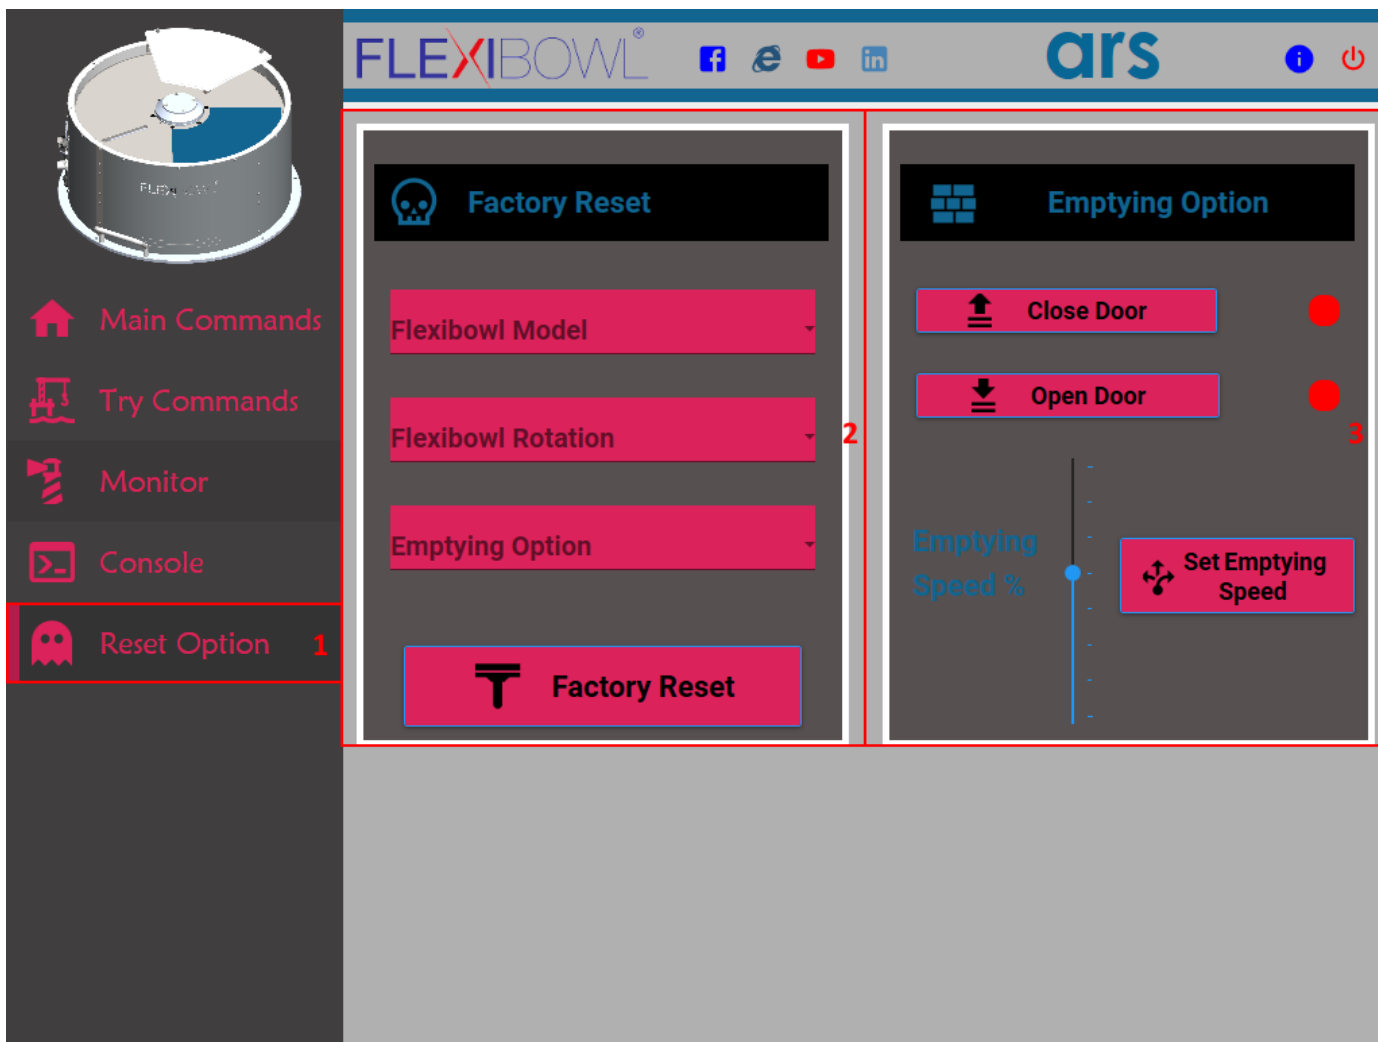 FLEXIBOWL®
ars
Main Commands
Try Commands
Monitor
Console
Reset Option 1
Factory Reset
Flexibowl Model
Flexibowl Rotation
Emptying Option
Factory Reset
2
Emptying Option
Close Door
Open Door
3
Emptying
Speed %
Set Emptying
Speed